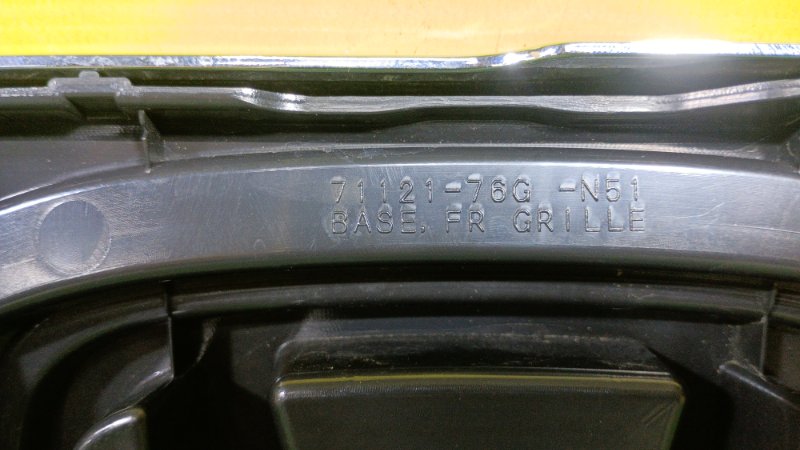 71121-76G -N51
BASE, FR GRILLE